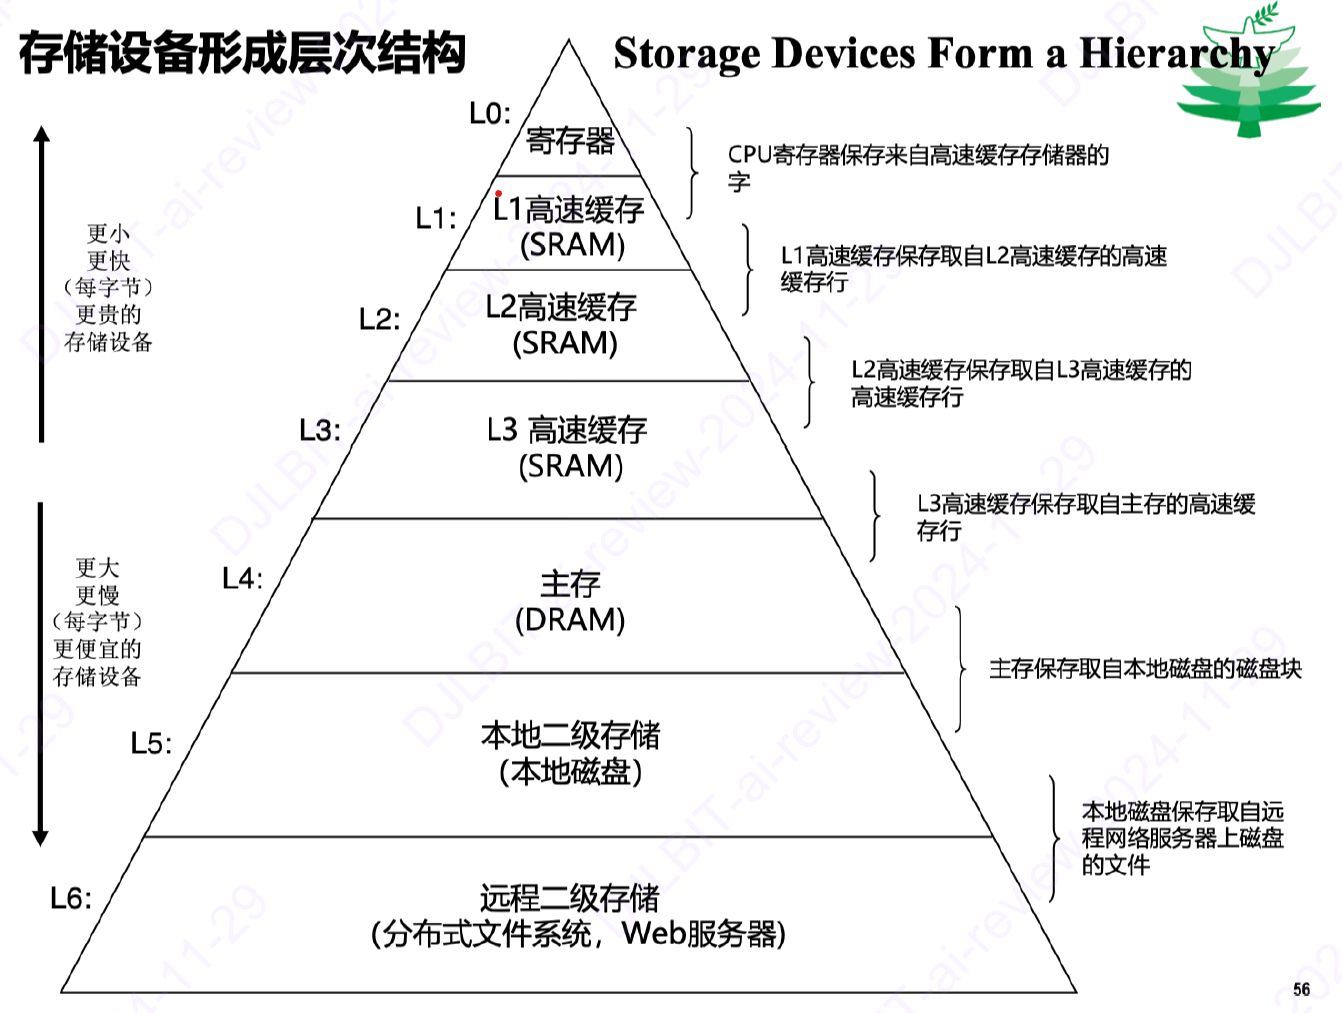 存储设备形成层次结构
Storage Devices Form a Hierarchy
L0:
寄存器
CPU寄存器保存来自高速缓存存储器的
字
更小
更快
（每字节）
更贵的
存储设备
L1:
L1高速缓存
(SRAM)
L1高速缓存保存取自L2高速缓存的高速
缓存行
L2:
L2高速缓存
(SRAM)
L2高速缓存保存取自L3高速缓存的
高速缓存行
L3:
L3 高速缓存
(SRAM)
L3高速缓存保存取自主存的高速缓
存行
更大
更慢
（每字节）
更便宜的
存储设备
L4:
主存
(DRAM)
主存保存取自本地磁盘的磁盘块
L5:
本地二级存储
（本地磁盘）
本地磁盘保存取自远
程网络服务器上磁盘
的文件
L6:
远程二级存储
(分布式文件系统，Web服务器)
56
DJLBIT-ai-review-2024-11-29